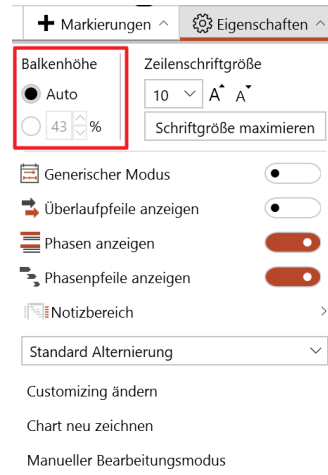 Markierungen
Eigenschaften
Balkenhöhe
Zeilenschriftgröße
Auto
10
A A
43 %
Schriftgröße maximieren
Generischer Modus
Überlaufpfeile anzeigen
Phasen anzeigen
Phasenpfeile anzeigen
Notizbereich
Standard Alternierung
Customizing ändern
Chart neu zeichnen
Manueller Bearbeitungsmodus